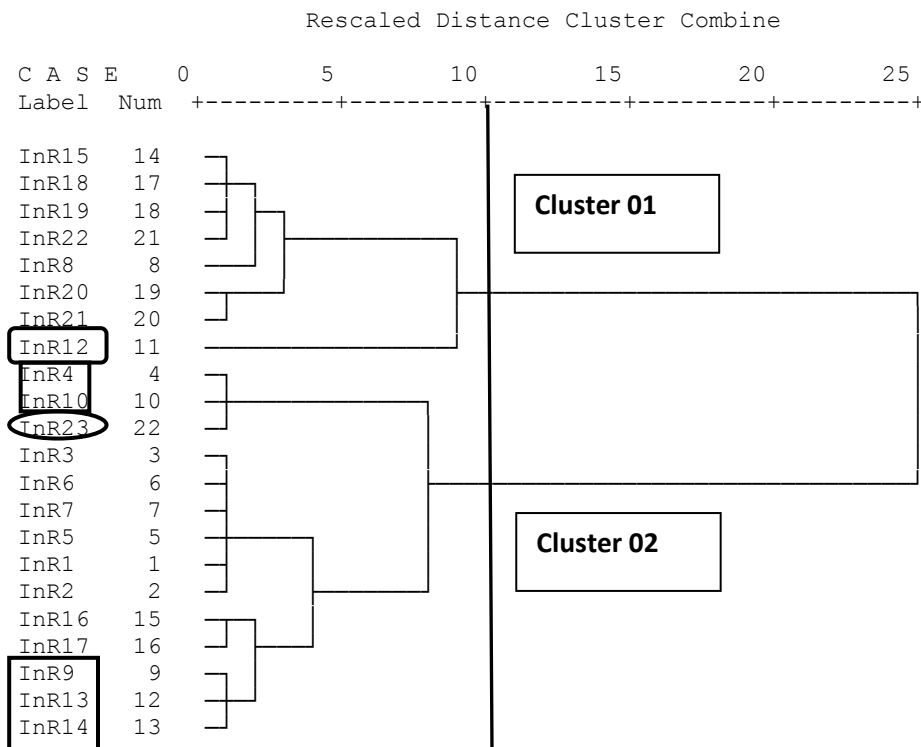 Rescaled Distance Cluster Combine
C A S E 0 5 10 15 20 25
Label Num +---------+---------+---------+---------+---------+
InR15 14
InR18 17
Cluster 01
InR19 18
InR22 21
InR8 8
InR20 19
InR21 20
InR12 11
InR4 4
InR10 10
InR23 22
InR3 3
InR6 6
InR7 7
InR5 5
Cluster 02
InR1 1
InR2 2
InR16 15
InR17 16
InR9 9
InR13 12
InR14 13